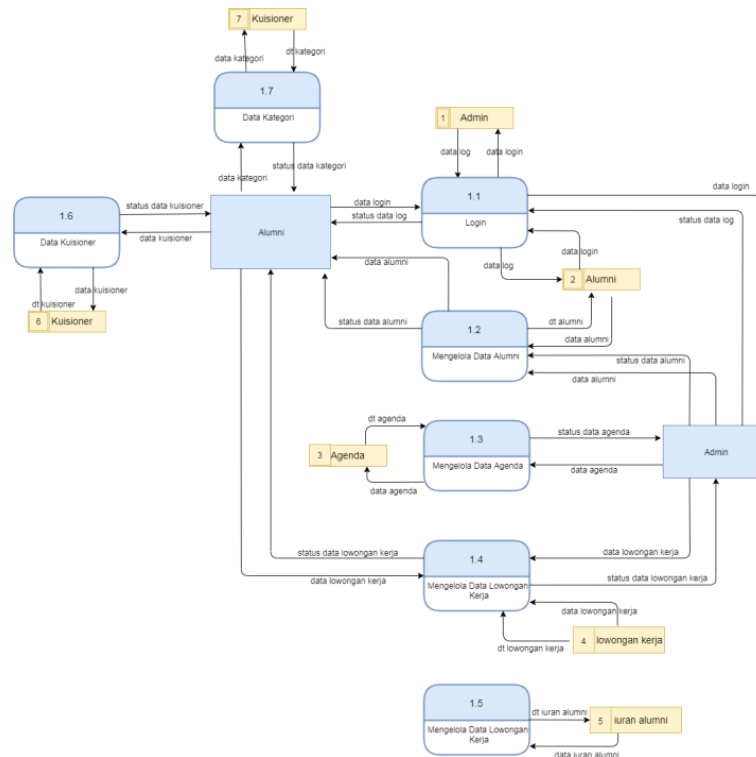 7 Kuisioner
data kategori
dt kategori
1.7
Data Kategori
data kategori
status data kategori
1 Admin
data log
data login
1.1
Login
data login
status data log
data login
status data log
Alumni
1.6
Data Kuisioner
status data kuisioner
data kuisioner
dt kuisioner
data kuisioner
6 Kuisioner
data log
data login
2 Alumni
data alumni
status data alumni
1.2
Mengelola Data Alumni
dt alumni
data alumni
status data alumni
data alumni
dt agenda
3 Agenda
data agenda
1.3
Mengelola Data Agenda
status data agenda
data agenda
Admin
status data lowongan kerja
data lowongan kerja
1.4
Mengelola Data Lowongan
Kerja
data lowongan kerja
status data lowongan kerja
data lowongan kerja
dt lowongan kerja
4 lowongan kerja
1.5
Mengelola Data Lowongan
Kerja
dt iuran alumni
5 iuran alumni
data iuran alumni